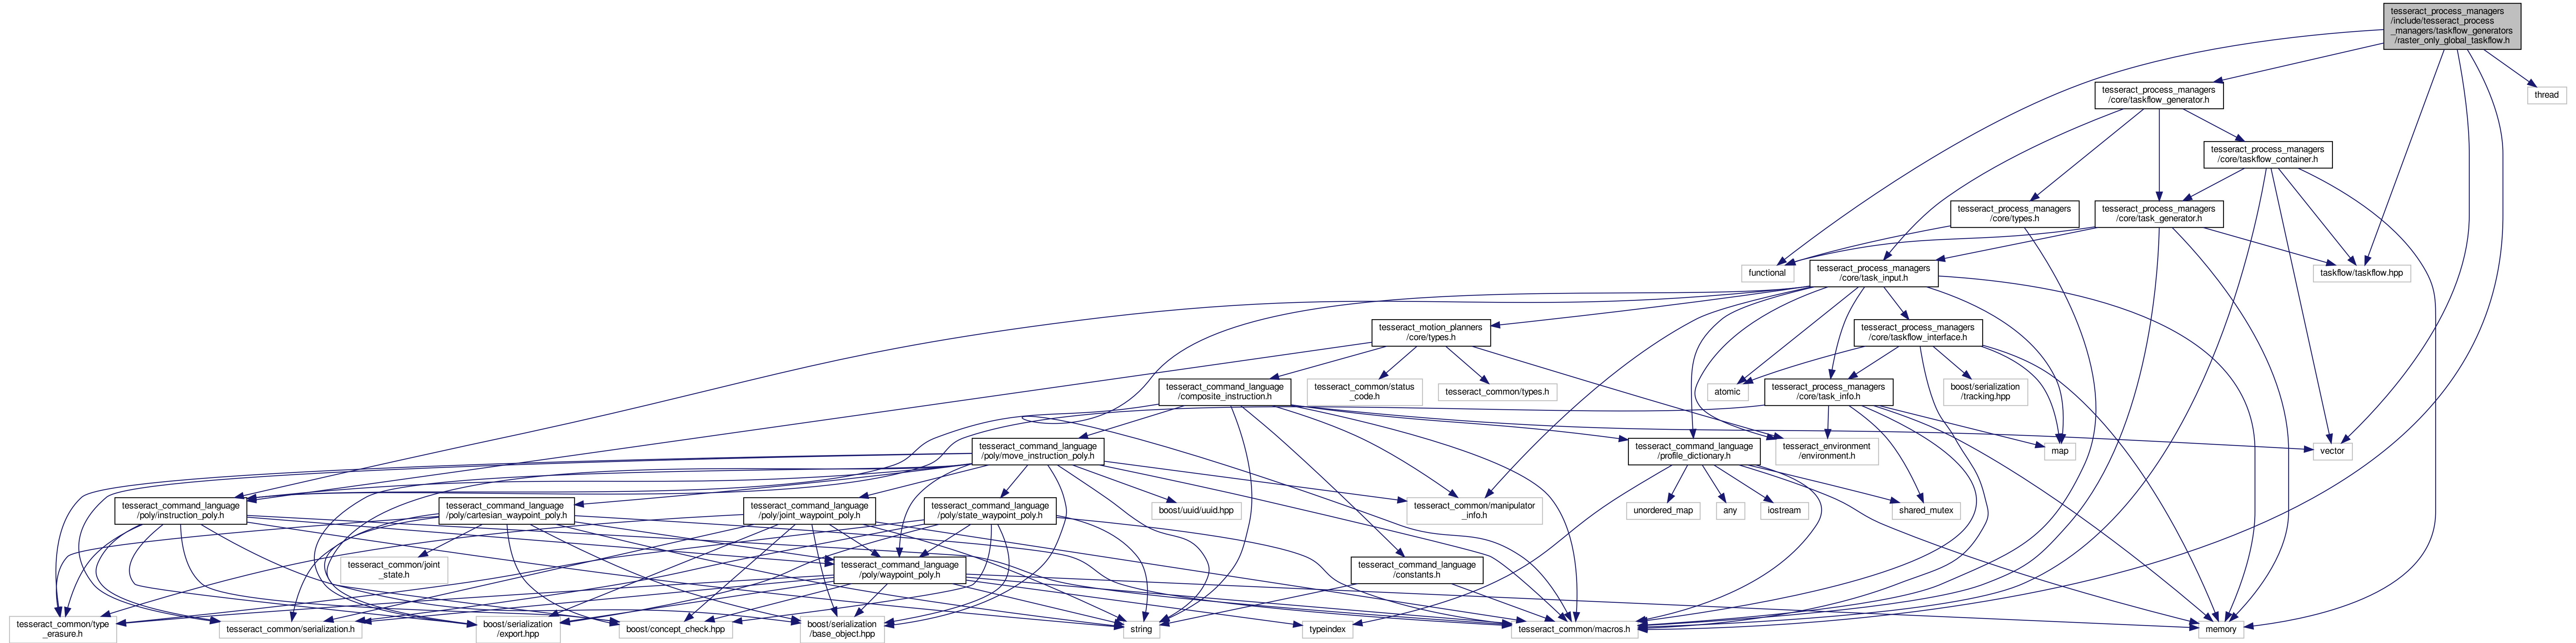 tesseract_process_managers
/include/tesseract_process
_managers/taskflow_generators
/raster_only_global_taskflow.h
tesseract_process_managers
/core/taskflow_generator.h
thread
tesseract_process_managers
/core/taskflow_container.h
tesseract_process_managers
/core/types.h
tesseract_process_managers
/core/task_generator.h
functional
tesseract_process_managers
/core/task_input.h
taskflow/taskflow.hpp
tesseract_motion_planners
/core/types.h
tesseract_process_managers
/core/taskflow_interface.h
tesseract_command_language
/composite_instruction.h
tesseract_common/status
_code.h
tesseract_common/types.h
atomic
tesseract_process_managers
/core/task_info.h
boost/serialization
/tracking.hpp
tesseract_command_language
/poly/move_instruction_poly.h
tesseract_command_language
/profile_dictionary.h
tesseract_environment
/environment.h
map
vector
tesseract_command_language
/poly/instruction_poly.h
tesseract_command_language
/poly/cartesian_waypoint_poly.h
tesseract_command_language
/poly/joint_waypoint_poly.h
tesseract_command_language
/poly/state_waypoint_poly.h
boost/uuid/uuid.hpp
tesseract_common/manipulator
_info.h
unordered_map
any
iostream
shared_mutex
tesseract_common/joint
_state.h
tesseract_command_language
/poly/waypoint_poly.h
tesseract_command_language
/constants.h
tesseract_common/type
_erasure.h
tesseract_common/serialization.h
boost/serialization
/export.hpp
boost/concept_check.hpp
boost/serialization
/base_object.hpp
string
typeindex
tesseract_common/macros.h
memory